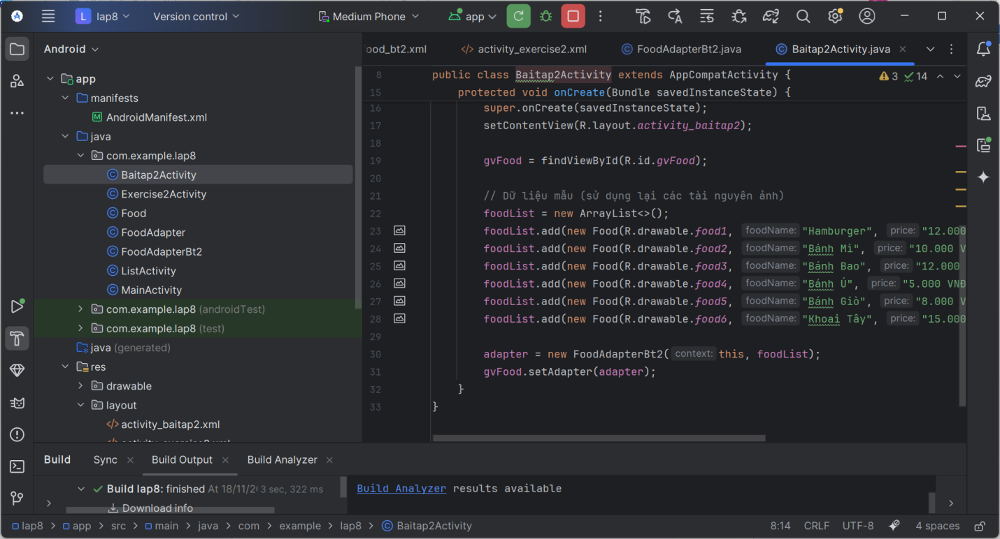 L lap8 Version control Medium Phone app
Android
app
manifests
M AndroidManifest.xml
java
com.example.lap8
C Baitap2Activity
C Exercise2Activity
C Food
C FoodAdapter
C FoodAdapterBt2
C ListActivity
C MainActivity
com.example.lap8 (androidTest)
com.example.lap8 (test)
java (generated)
res
drawable
layout
</> activity_baitap2.xml
ood_bt2.xml </> activity_exercise2.xml C FoodAdapterBt2.java C Baitap2Activity.java
8 public class Baitap2Activity extends AppCompatActivity { 3 14
15 protected void onCreate(Bundle savedInstanceState) {
16 super.onCreate(savedInstanceState);
17 setContentView(R.layout.activity_baitap2);
18
19 gvFood = findViewById(R.id.gvFood);
20
21 // Dữ liệu mẫu (sử dụng lại các tài nguyên ảnh)
22 foodList = new ArrayList<>();
23 foodList.add(new Food(R.drawable.food1, foodName: "Hamburger", price: "12.000
24 foodList.add(new Food(R.drawable.food2, foodName: "Bánh Mì", price: "10.000 V
25 foodList.add(new Food(R.drawable.food3, foodName: "Bánh Bao", price: "12.000
26 foodList.add(new Food(R.drawable.food4, foodName: "Bánh Ú", price: "5.000 VNĐ
27 foodList.add(new Food(R.drawable.food5, foodName: "Bánh Giò", price: "8.000 V
28 foodList.add(new Food(R.drawable.food6, foodName: "Khoai Tây", price: "15.000
29
30 adapter = new FoodAdapterBt2( context: this, foodList);
31 gvFood.setAdapter(adapter);
32 }
33 }
Build Sync Build Output Build Analyzer
Build lap8: finished At 18/11/2 3 sec, 322 ms
Download info
Build Analyzer results available
lap8 > app > src > main > java > com > example > lap8 > C Baitap2Activity 8:14 CRLF UTF-8 4 spaces